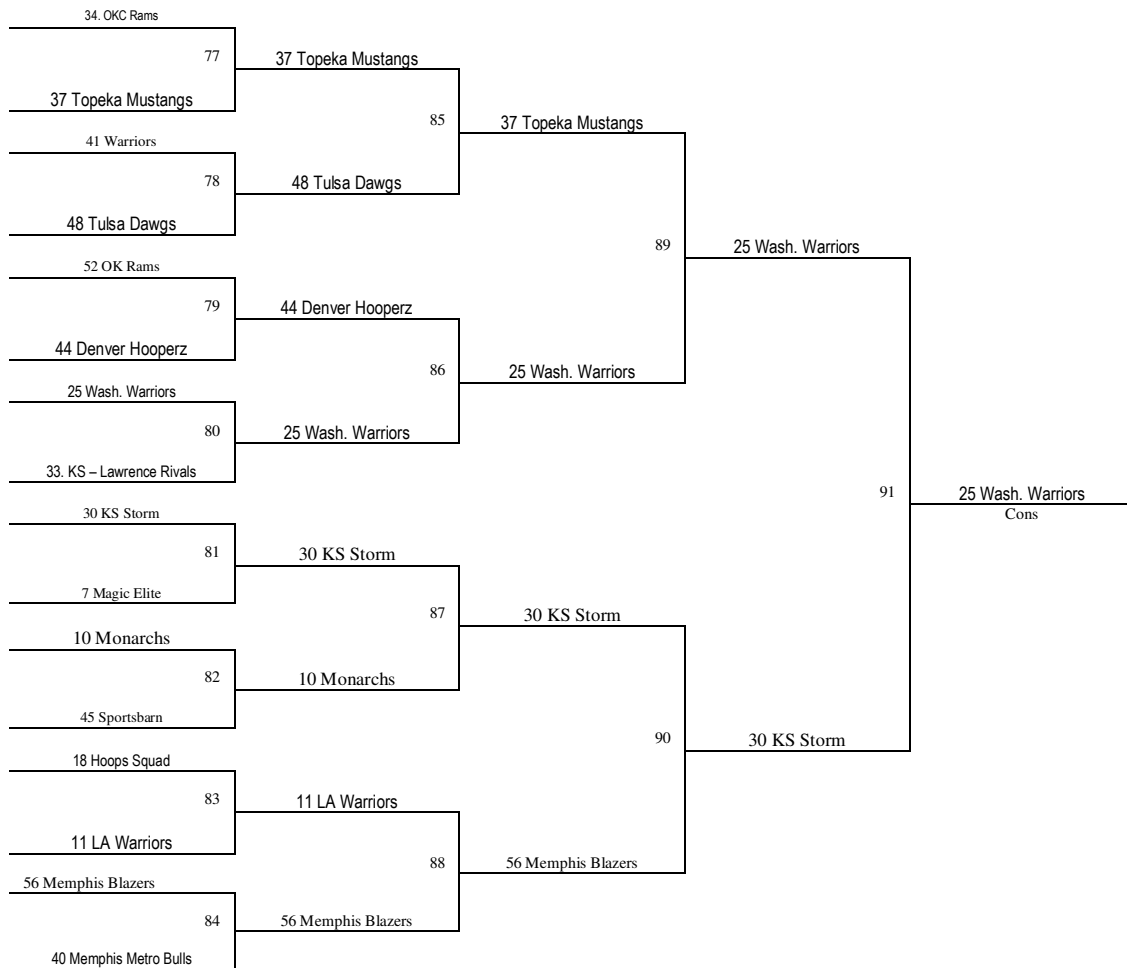 34. OKC Rams
77
37 Topeka Mustangs
37 Topeka Mustangs
85
37 Topeka Mustangs
41 Warriors
78
48 Tulsa Dawgs
48 Tulsa Dawgs
89
25 Wash. Warriors
52 OK Rams
79
44 Denver Hooperz
44 Denver Hooperz
86
25 Wash. Warriors
25 Wash. Warriors
80
25 Wash. Warriors
33. KS – Lawrence Rivals
91
25 Wash. Warriors
Cons
30 KS Storm
81
30 KS Storm
7 Magic Elite
87
30 KS Storm
10 Monarchs
82
10 Monarchs
45 Sportsbarn
90
30 KS Storm
18 Hoops Squad
83
11 LA Warriors
11 LA Warriors
88
56 Memphis Blazers
56 Memphis Blazers
84
56 Memphis Blazers
40 Memphis Metro Bulls